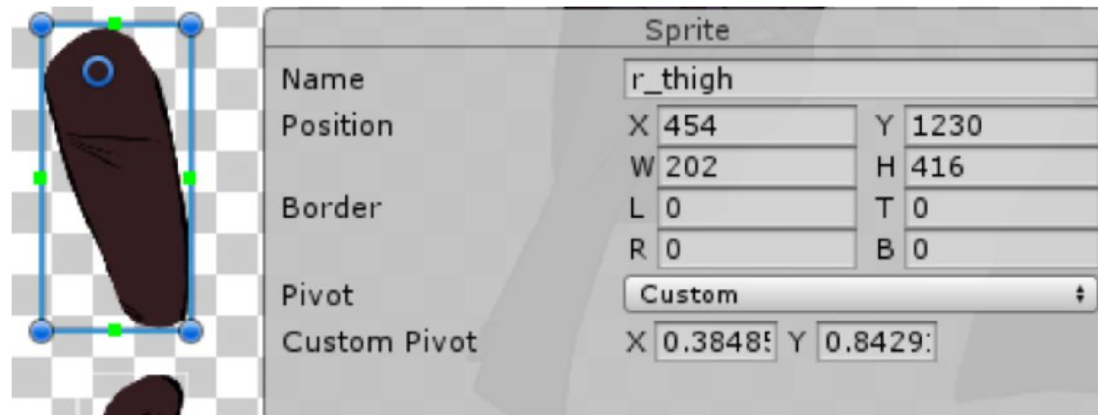 Sprite
Name r_thigh
Position X 454 Y 1230
W 202 H 416
Border L 0 T 0
R 0 B 0
Pivot Custom
Custom Pivot X 0.3848 Y 0.8429